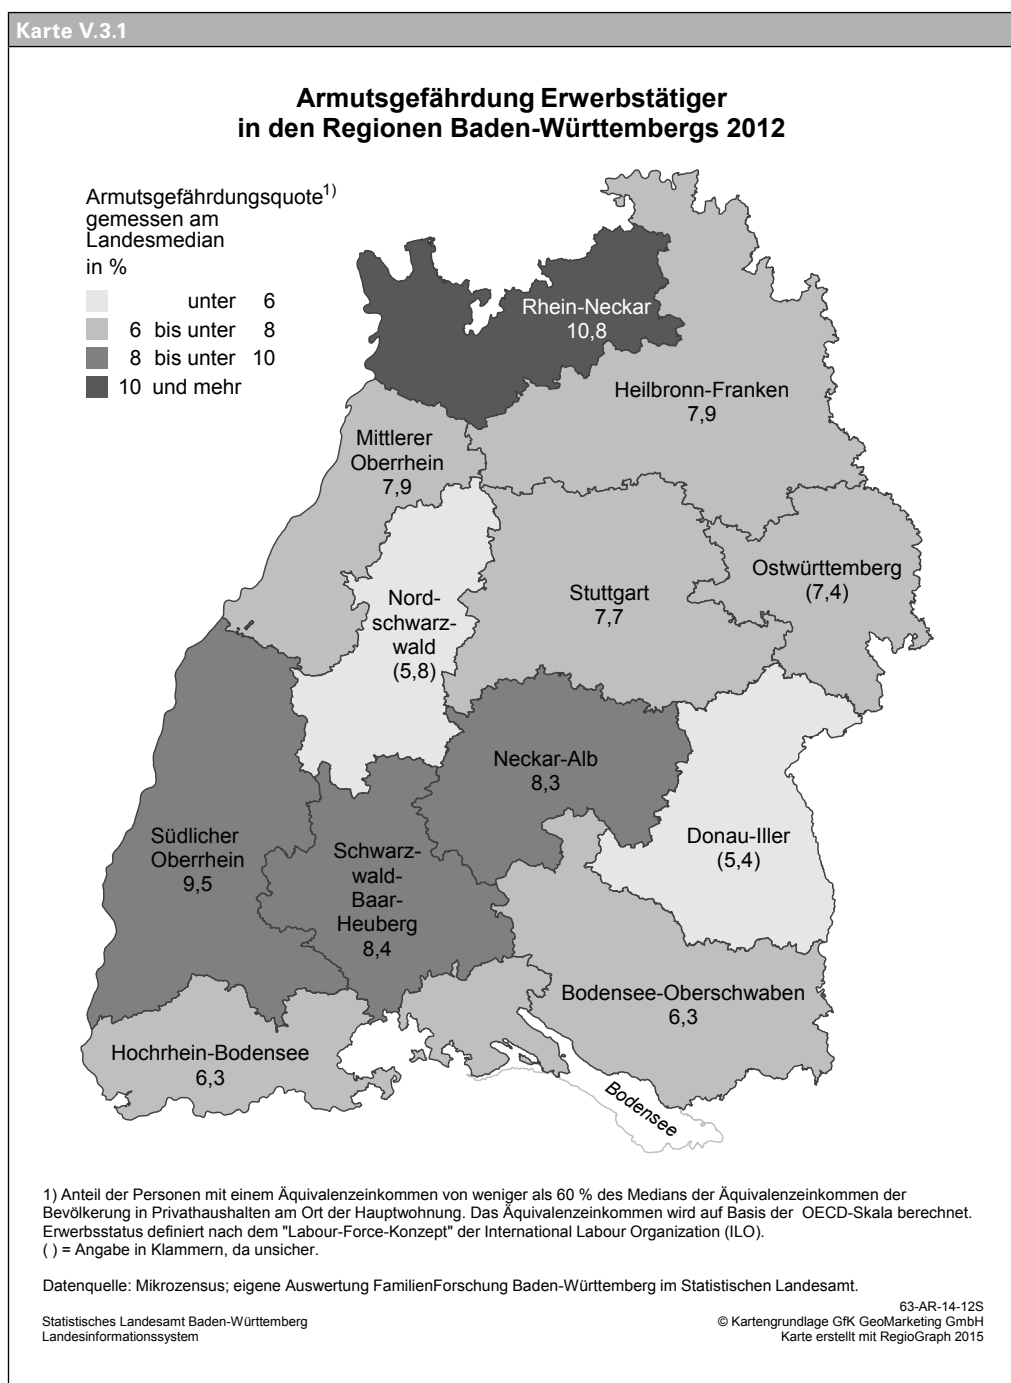 Karte V.3.1
Armutsgefährdung Erwerbstätiger
in den Regionen Baden-Württembergs 2012
Armutsgefährdungsquote1)
gemessen am
Landesmedian
in %
unter 6
6 bis unter 8
8 bis unter 10
10 und mehr
Rhein-Neckar
10,8
Heilbronn-Franken
7,9
Mittlerer
Oberrhein
7,9
Ostwürttemberg
(7,4)
Stuttgart
7,7
Nord-
schwarz-
wald
(5,8)
Neckar-Alb
8,3
Donau-Iller
(5,4)
Südlicher
Oberrhein
9,5
Schwarz-
wald-
Baar-
Heuberg
8,4
Bodensee-Oberschwaben
6,3
Hochrhein-Bodensee
6,3
Bodensee
1) Anteil der Personen mit einem Äquivalenzeinkommen von weniger als 60 % des Medians der Äquivalenzeinkommen der
Bevölkerung in Privathaushalten am Ort der Hauptwohnung. Das Äquivalenzeinkommen wird auf Basis der OECD-Skala berechnet.
Erwerbsstatus definiert nach dem "Labour-Force-Konzept" der International Labour Organization (ILO).
( ) = Angabe in Klammern, da unsicher.
Datenquelle: Mikrozensus; eigene Auswertung FamilienForschung Baden-Württemberg im Statistischen Landesamt.
Statistisches Landesamt Baden-Württemberg
Landesinformationssystem
63-AR-14-12S
© Kartengrundlage GfK GeoMarketing GmbH
Karte erstellt mit RegioGraph 2015